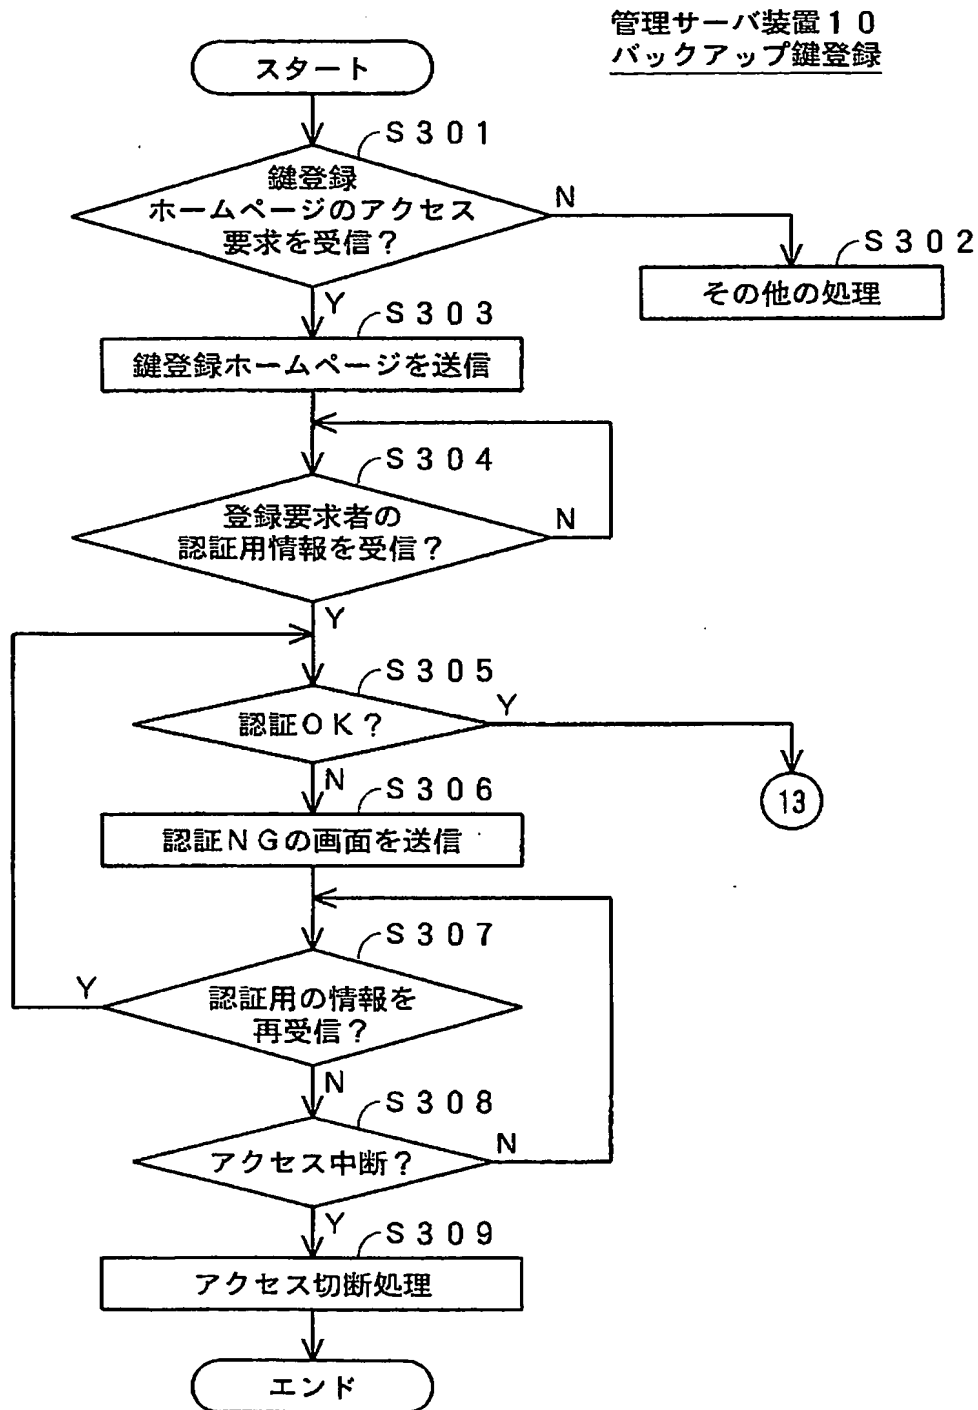 管理サーバ装置10
バックアップ鍵登録
スタート
S301
鍵登録
ホームページのアクセス
要求を受信？
N
S302
その他の処理
Y
S303
鍵登録ホームページを送信
S304
登録要求者の
認証用情報を受信？
N
Y
S305
認証OK？
Y
13
N
S306
認証NGの画面を送信
S307
認証用の情報を
再受信？
Y
N
S308
アクセス中断？
N
Y
S309
アクセス切断処理
エンド